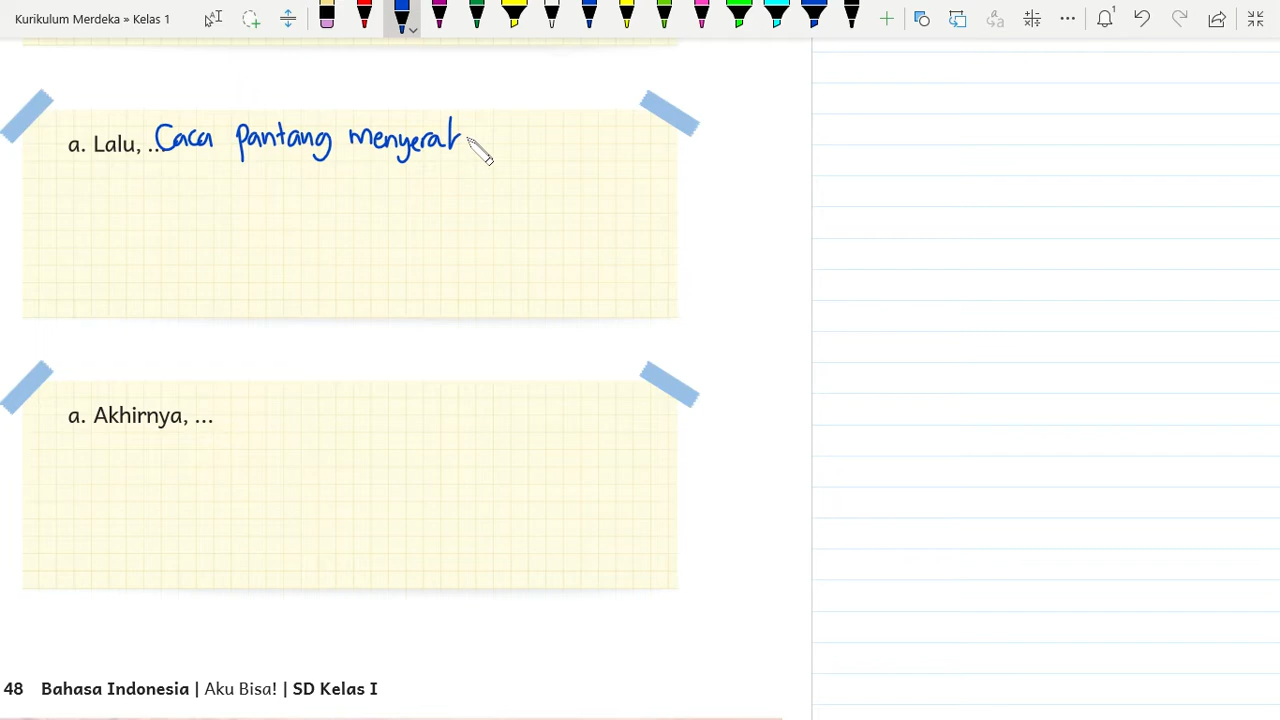 Kurikulum Merdeka » Kelas 1
a. Lalu, ... Caca pantang menyerah
a. Akhirnya, ...
48 Bahasa Indonesia | Aku Bisa! | SD Kelas I